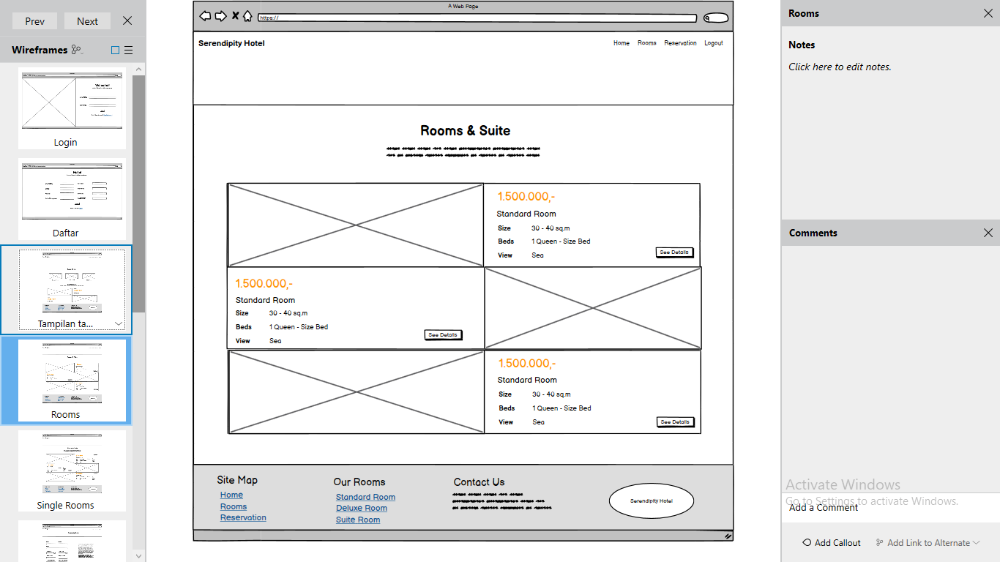 Prev Next
Wireframes
Login
Daftar
Tampilan ta...
Rooms
Single Rooms
A Web Page
https://
Serendipity Hotel
Home Rooms Reservation Logout
Rooms & Suite
1.500.000,-
Standard Room
Size 30 - 40 sq.m
Beds 1 Queen - Size Bed
View Sea
See Details
1.500.000,-
Standard Room
Size 30 - 40 sq.m
Beds 1 Queen - Size Bed
View Sea
See Details
1.500.000,-
Standard Room
Size 30 - 40 sq.m
Beds 1 Queen - Size Bed
View Sea
See Details
Site Map
Home
Rooms
Reservation
Our Rooms
Standard Room
Deluxe Room
Suite Room
Contact Us
Serendipity Hotel
Rooms
Notes
Click here to edit notes.
Comments
Activate Windows
Go to Settings to activate Windows.
Add a Comment
Add Callout Add Link to Alternate